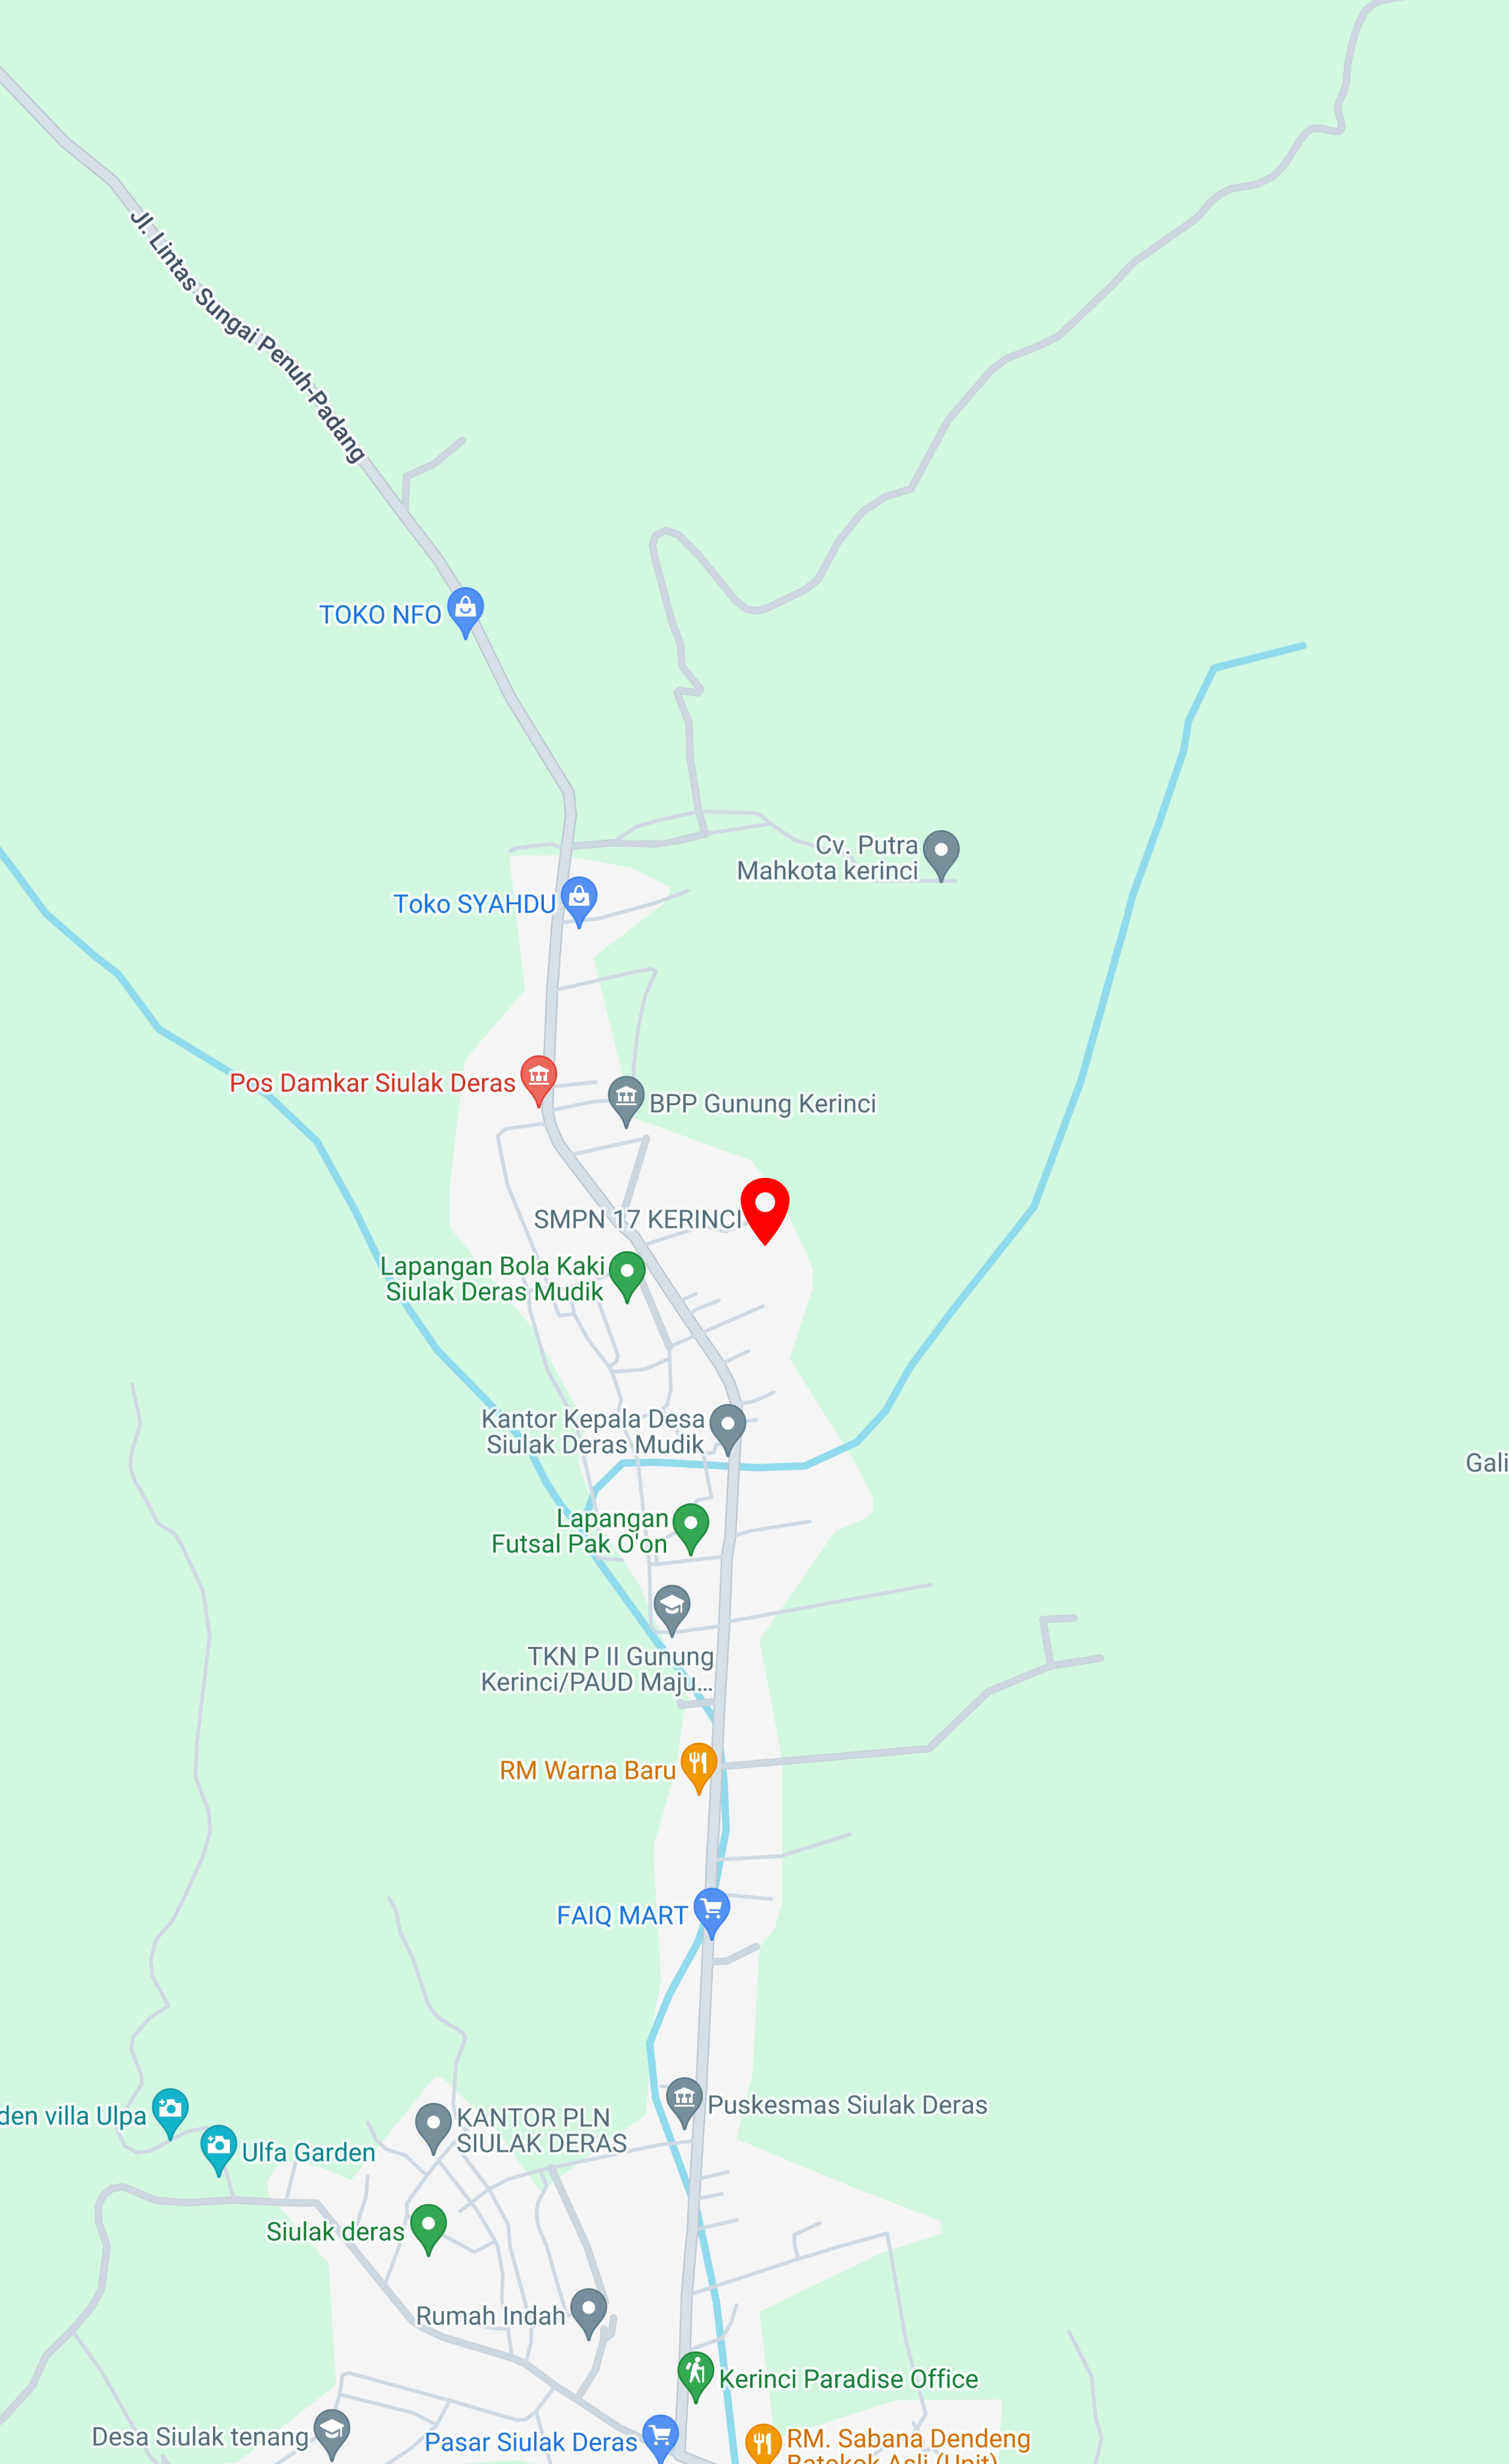 Jl. Lintas Sungai Penuh-Padang
TOKO NFO
Cv. Putra
Mahkota kerinci
Toko SYAHDU
Pos Damkar Siulak Deras
BPP Gunung Kerinci
SMPN 17 KERINCI
Lapangan Bola Kaki
Siulak Deras Mudik
Kantor Kepala Desa
Siulak Deras Mudik
Gali
Lapangan
Futsal Pak O'on
TKN P II Gunung
Kerinci/PAUD Maju...
RM Warna Baru
FAIQ MART
Puskesmas Siulak Deras
den villa Ulpa
KANTOR PLN
SIULAK DERAS
Ulfa Garden
Siulak deras
Rumah Indah
Kerinci Paradise Office
Desa Siulak tenang
Pasar Siulak Deras
RM. Sabana Dendeng
Batokok Asli (Unit)